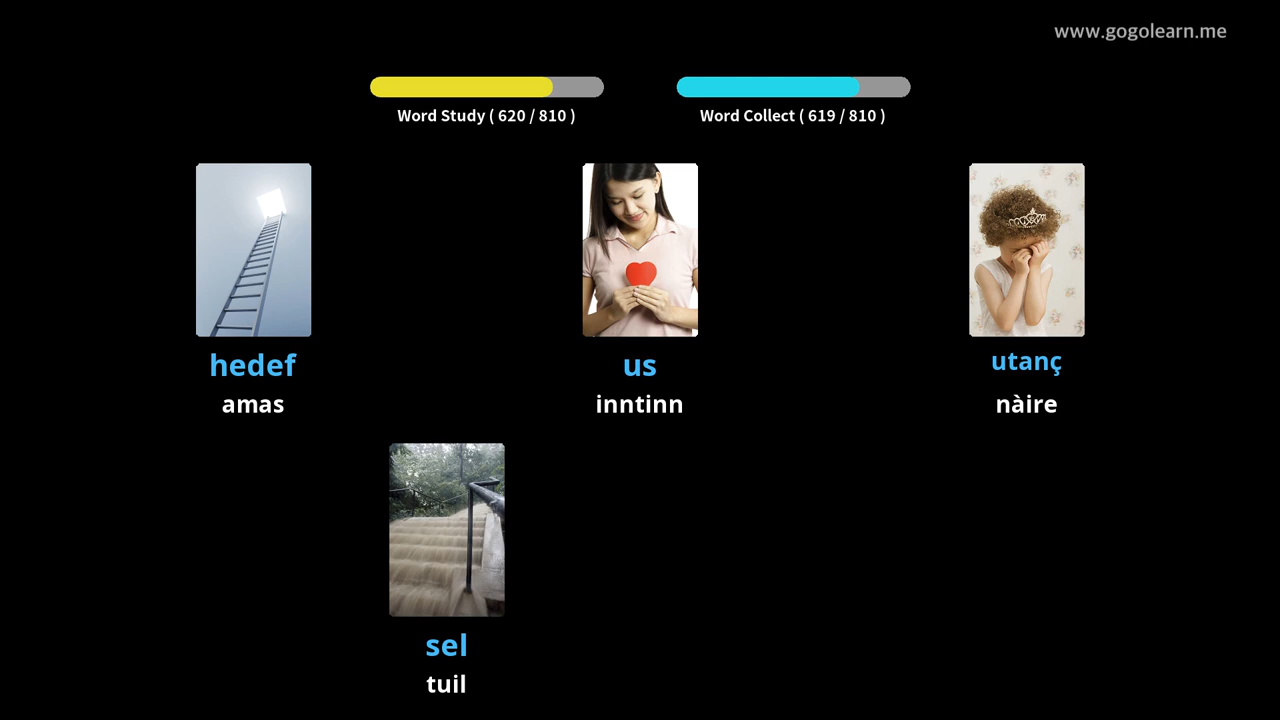 www.gogolearn.me
Word Study ( 620 / 810 )
Word Collect ( 619 / 810 )
hedef
amas
us
inntinn
utanç
nàire
sel
tuil